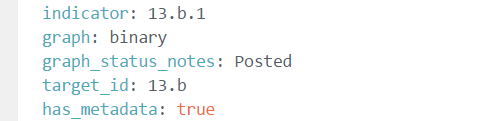 indicator: 13.b.1
graph: binary
graph_status_notes: Posted
target_id: 13.b
has_metadata: true